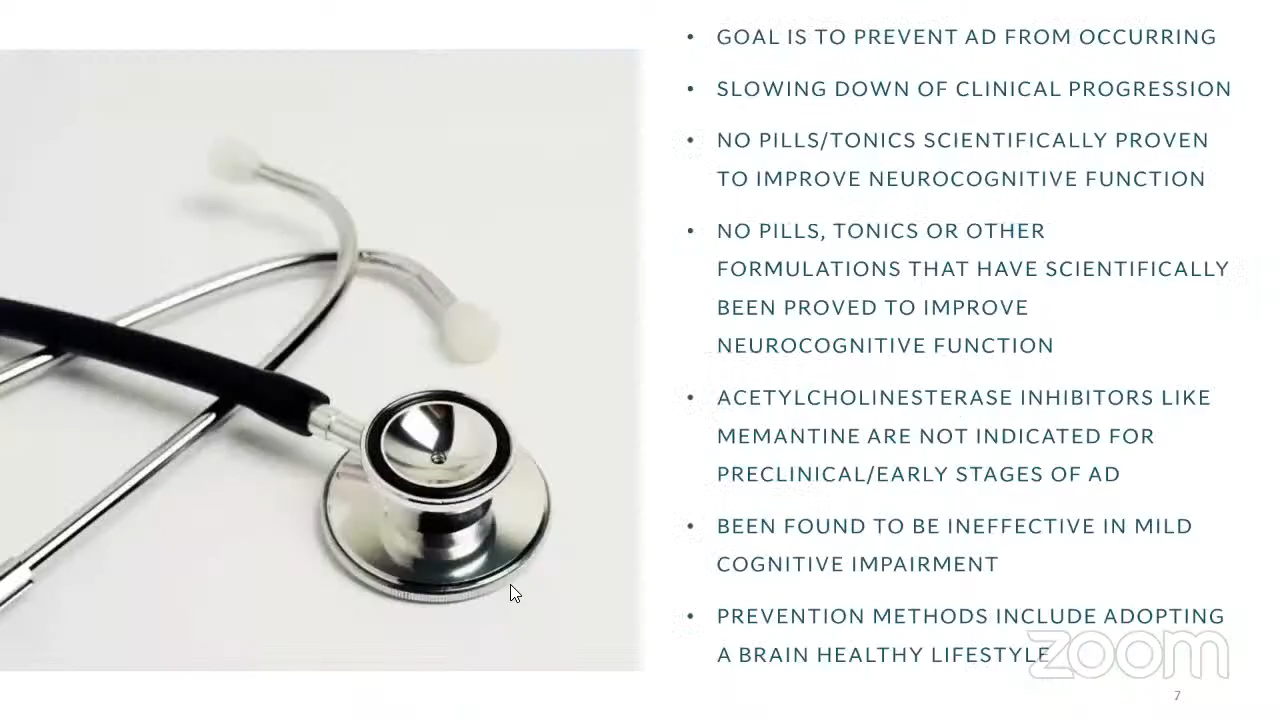 • GOAL IS TO PREVENT AD FROM OCCURRING
• SLOWING DOWN OF CLINICAL PROGRESSION
• NO PILLS/TONICS SCIENTIFICALLY PROVEN
TO IMPROVE NEUROCOGNITIVE FUNCTION
• NO PILLS, TONICS OR OTHER
FORMULATIONS THAT HAVE SCIENTIFICALLY
BEEN PROVED TO IMPROVE
NEUROCOGNITIVE FUNCTION
• ACETYLCHOLINESTERASE INHIBITORS LIKE
MEMANTINE ARE NOT INDICATED FOR
PRECLINICAL/EARLY STAGES OF AD
• BEEN FOUND TO BE INEFFECTIVE IN MILD
COGNITIVE IMPAIRMENT
• PREVENTION METHODS INCLUDE ADOPTING
A BRAIN HEALTHY LIFESTYLE
zoom
7